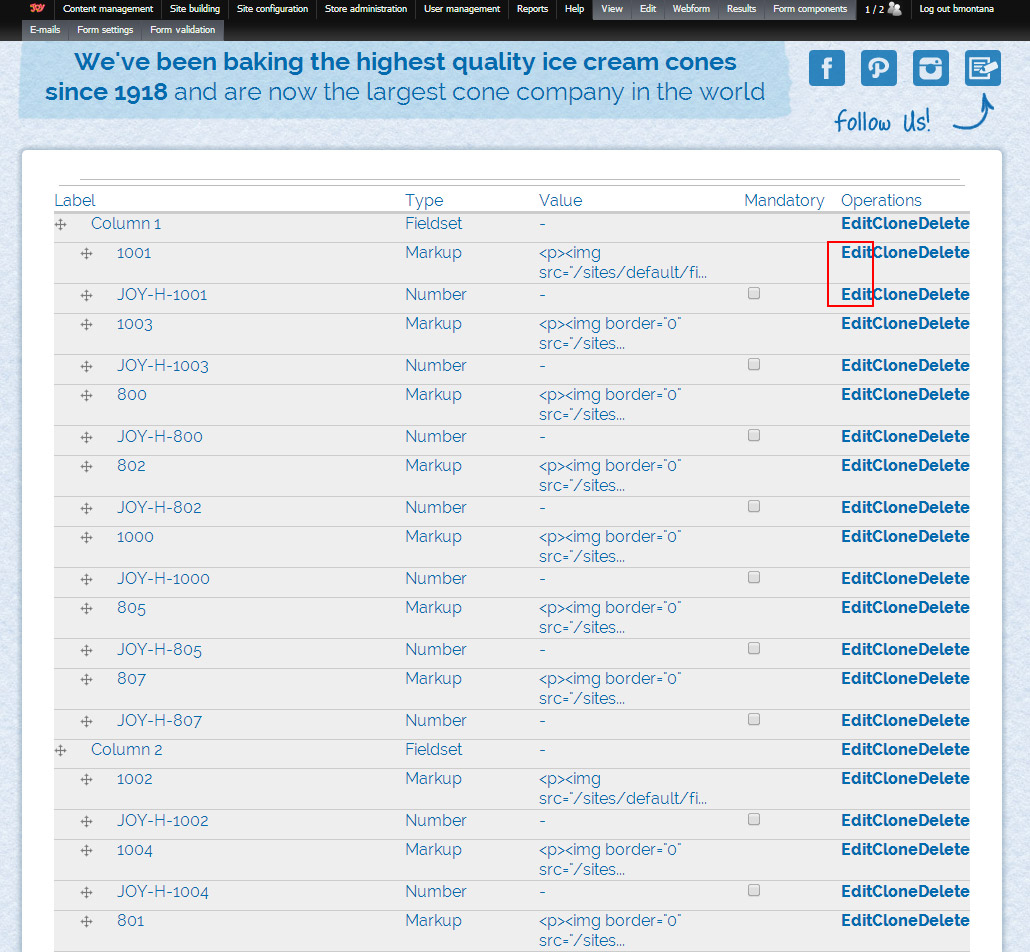 JOY Content management Site building Site configuration Store administration User management Reports Help View Edit Webform Results Form components 1 / 2 Log out bmontana
E-mails Form settings Form validation
We've been baking the highest quality ice cream cones
since 1918 and are now the largest cone company in the world
follow Us!
Label Type Value Mandatory Operations
Column 1 Fieldset - EditCloneDelete
1001 Markup <p><img EditCloneDelete
src="/sites/default/fi...
JOY-H-1001 Number - EditCloneDelete
1003 Markup <p><img border="0" EditCloneDelete
src="/sites...
JOY-H-1003 Number - EditCloneDelete
800 Markup <p><img border="0" EditCloneDelete
src="/sites...
JOY-H-800 Number - EditCloneDelete
802 Markup <p><img border="0" EditCloneDelete
src="/sites...
JOY-H-802 Number - EditCloneDelete
1000 Markup <p><img border="0" EditCloneDelete
src="/sites...
JOY-H-1000 Number - EditCloneDelete
805 Markup <p><img border="0" EditCloneDelete
src="/sites...
JOY-H-805 Number - EditCloneDelete
807 Markup <p><img border="0" EditCloneDelete
src="/sites...
JOY-H-807 Number - EditCloneDelete
Column 2 Fieldset - EditCloneDelete
1002 Markup <p><img EditCloneDelete
src="/sites/default/fi...
JOY-H-1002 Number - EditCloneDelete
1004 Markup <p><img border="0" EditCloneDelete
src="/sites...
JOY-H-1004 Number - EditCloneDelete
801 Markup <p><img border="0" EditCloneDelete
src="/sites...